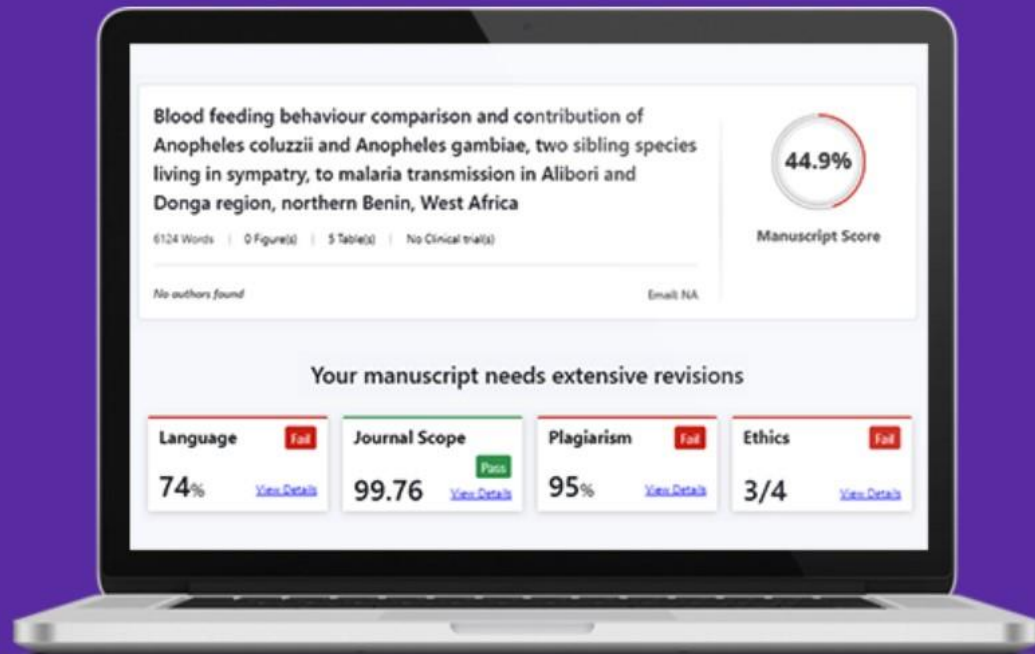 Blood feeding behaviour comparison and contribution of
Anopheles coluzzii and Anopheles gambiae, two sibling species
living in sympatry, to malaria transmission in Alibori and
Donga region, northern Benin, West Africa
6124 Words | 0 Figure(s) | 5 Table(s) | No Clinical trial(s)
No authors found
Email: NA
44.9%
Manuscript Score
Your manuscript needs extensive revisions
Language Fail
74% View Details
Journal Scope
Pass
99.76 View Details
Plagiarism Fail
95% View Details
Ethics Fail
3/4 View Details